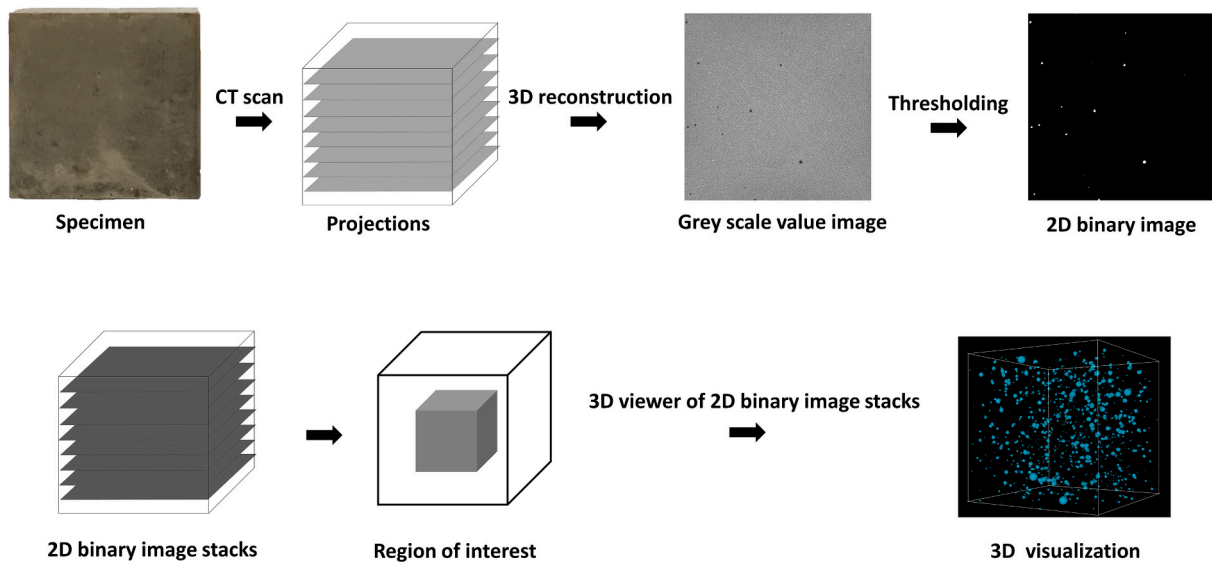 CT scan
3D reconstruction
Thresholding
Specimen
Projections
Grey scale value image
2D binary image
3D viewer of 2D binary image stacks
2D binary image stacks
Region of interest
3D visualization